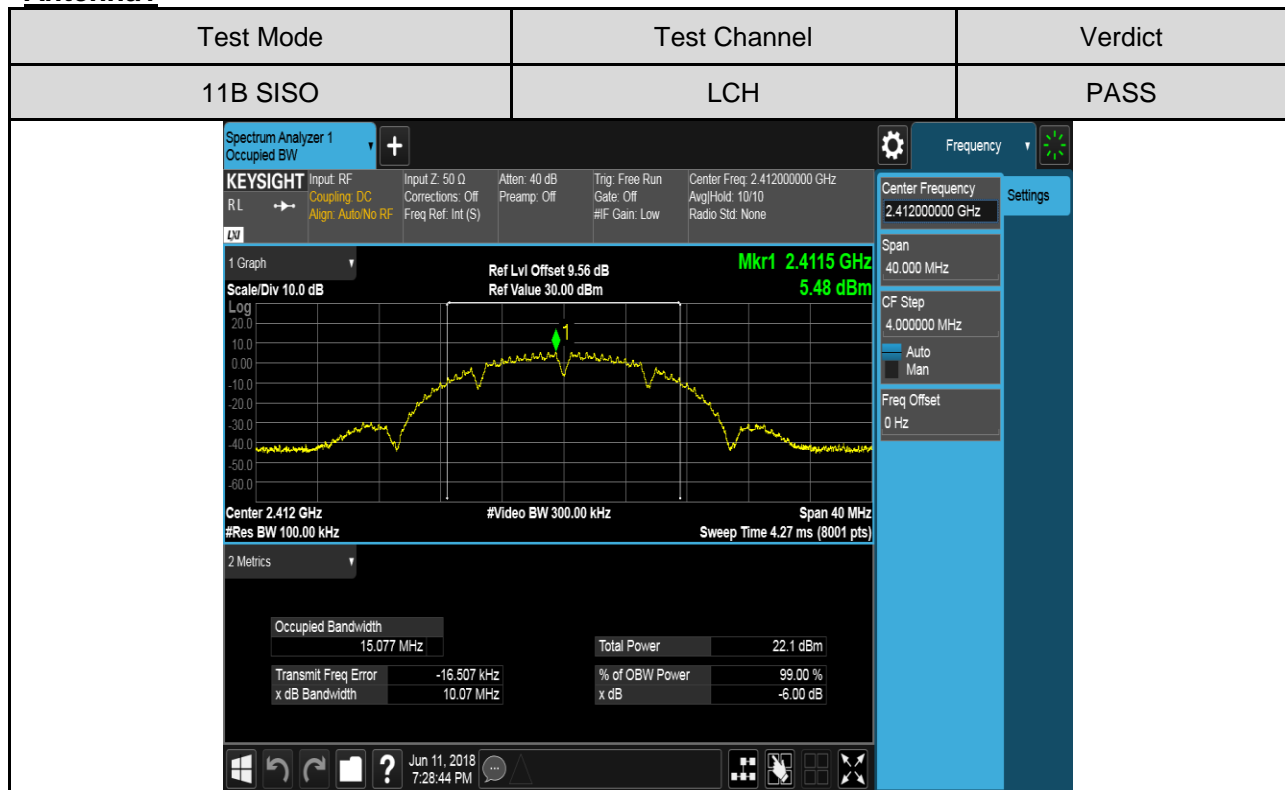 Test Mode Test Channel Verdict
11B SISO LCH PASS
Spectrum Analyzer 1
Occupied BW
+
Frequency
KEYSIGHT Input: RF Input Z: 50 Ω Atten: 40 dB Trig: Free Run Center Freq: 2.412000000 GHz
RL Coupling: DC Corrections: Off Preamp: Off Gate: Off Avg|Hold: 10/10
Align: Auto/No RF Freq Ref: Int (S) #IF Gain: Low Radio Std: None
LXI
Center Frequency
2.412000000 GHz
Settings
Span
40.000 MHz
CF Step
4.000000 MHz
Auto
Man
Freq Offset
0 Hz
1 Graph
Ref Lvl Offset 9.56 dB
Mkr1 2.4115 GHz
Scale/Div 10.0 dB
Ref Value 30.00 dBm
5.48 dBm
Log
20.0
10.0
0.00
-10.0
-20.0
-30.0
-40.0
-50.0
-60.0
1
Center 2.412 GHz #Video BW 300.00 kHz Span 40 MHz
#Res BW 100.00 kHz Sweep Time 4.27 ms (8001 pts)
2 Metrics
Occupied Bandwidth
15.077 MHz
Total Power 22.1 dBm
Transmit Freq Error -16.507 kHz % of OBW Power 99.00 %
x dB Bandwidth 10.07 MHz x dB -6.00 dB
?
Jun 11, 2018
7:28:44 PM